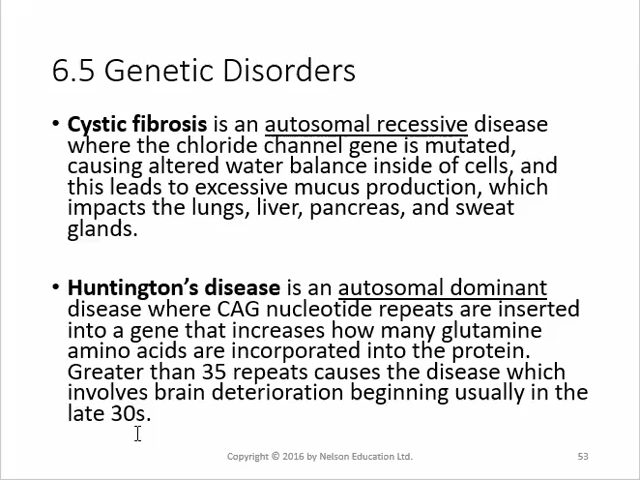 6.5 Genetic Disorders
• Cystic fibrosis is an autosomal recessive disease
where the chloride channel gene is mutated,
causing altered water balance inside of cells, and
this leads to excessive mucus production, which
impacts the lungs, liver, pancreas, and sweat
glands.
• Huntington's disease is an autosomal dominant
disease where CAG nucleotide repeats are inserted
into a gene that increases how many glutamine
amino acids are incorporated into the protein.
Greater than 35 repeats causes the disease which
involves brain deterioration beginning usually in the
late 30s.
Copyright © 2016 by Nelson Education Ltd.
53